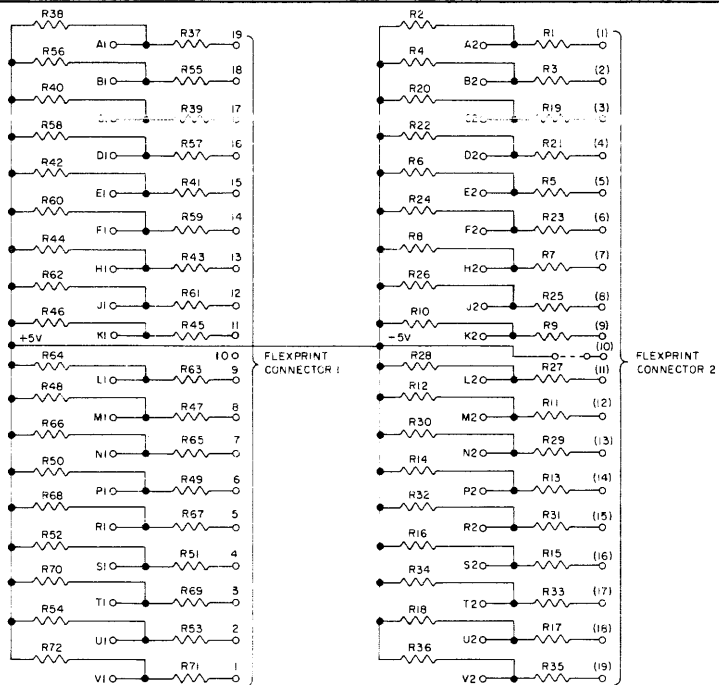 R38
A1 R37 19
R56
B1 R55 18
R40
R39 17
R58
D1 R57 16
R42
E1 R41 15
R60
F1 R59 14
R44
H1 R43 13
R62
J1 R61 12
R46
K1 R45 11
+5V
10
R64
L1 R63 9
R48
M1 R47 8
R66
N1 R65 7
R50
P1 R49 6
R68
R1 R67 5
R52
S1 R51 4
R70
T1 R69 3
R54
U1 R53 2
R72
V1 R71 1
FLEXPRINT
CONNECTOR 1
R2
A2 R1 (1)
R4
B2 R3 (2)
R20
C2 R19 (3)
R22
D2 R21 (4)
R6
E2 R5 (5)
R24
F2 R23 (6)
R8
H2 R7 (7)
R26
J2 R25 (8)
R10
K2 R9 (9)
-5V
(10)
R28
L2 R27 (11)
R12
M2 R11 (12)
R30
N2 R29 (13)
R14
P2 R13 (14)
R32
R2 R31 (15)
R16
S2 R15 (16)
R34
T2 R33 (17)
R18
U2 R17 (18)
R36
V2 R35 (19)
FLEXPRINT
CONNECTOR 2